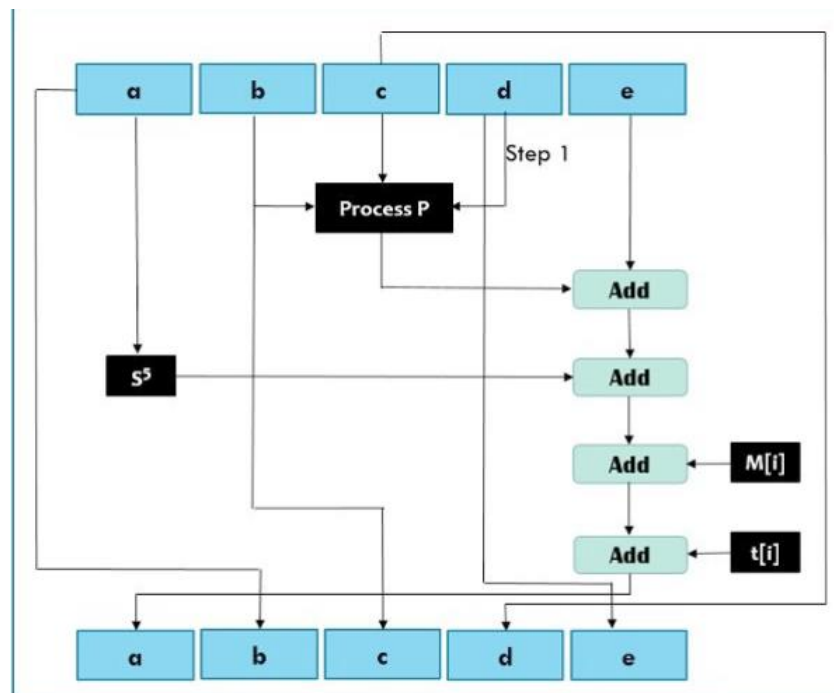 a b c d e
Step 1
Process P
Add
S⁵ Add
Add M[i]
Add t[i]
a b c d e